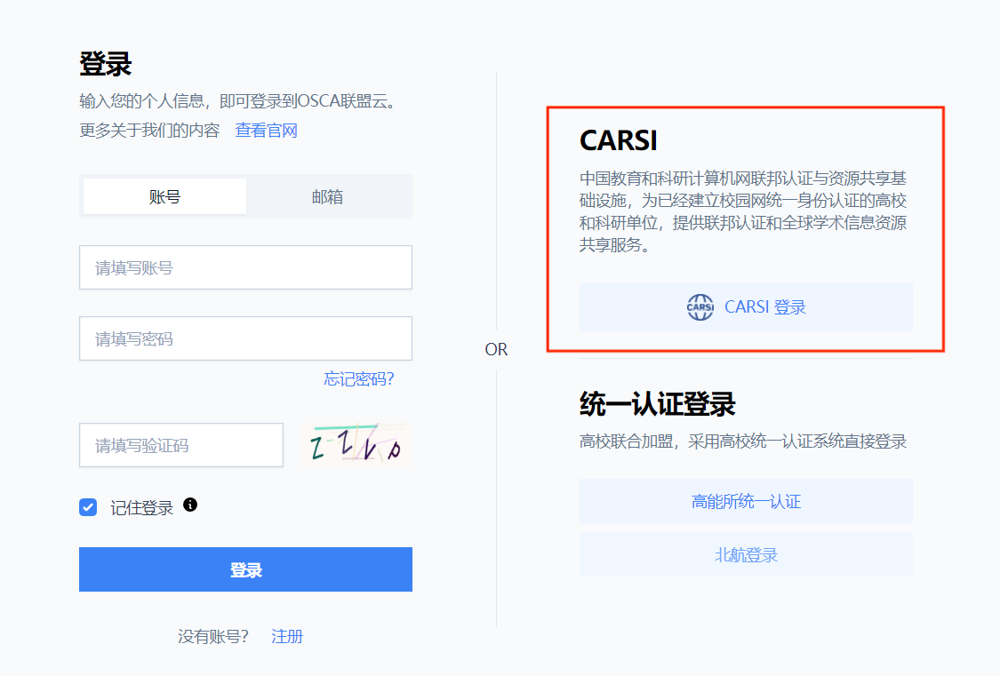 登录
输入您的个人信息，即可登录到OSCA联盟云。
更多关于我们的内容 查看官网
账号 邮箱
请填写账号
请填写密码
忘记密码?
请填写验证码
记住登录
登录
没有账号? 注册
OR
CARSI
中国教育和科研计算机网联邦认证与资源共享基
础设施，为已经建立校园网统一身份认证的高校
和科研单位，提供联邦认证和全球学术信息资源
共享服务。
CARSI CARSI 登录
统一认证登录
高校联合加盟，采用高校统一认证系统直接登录
高能所统一认证
北航登录